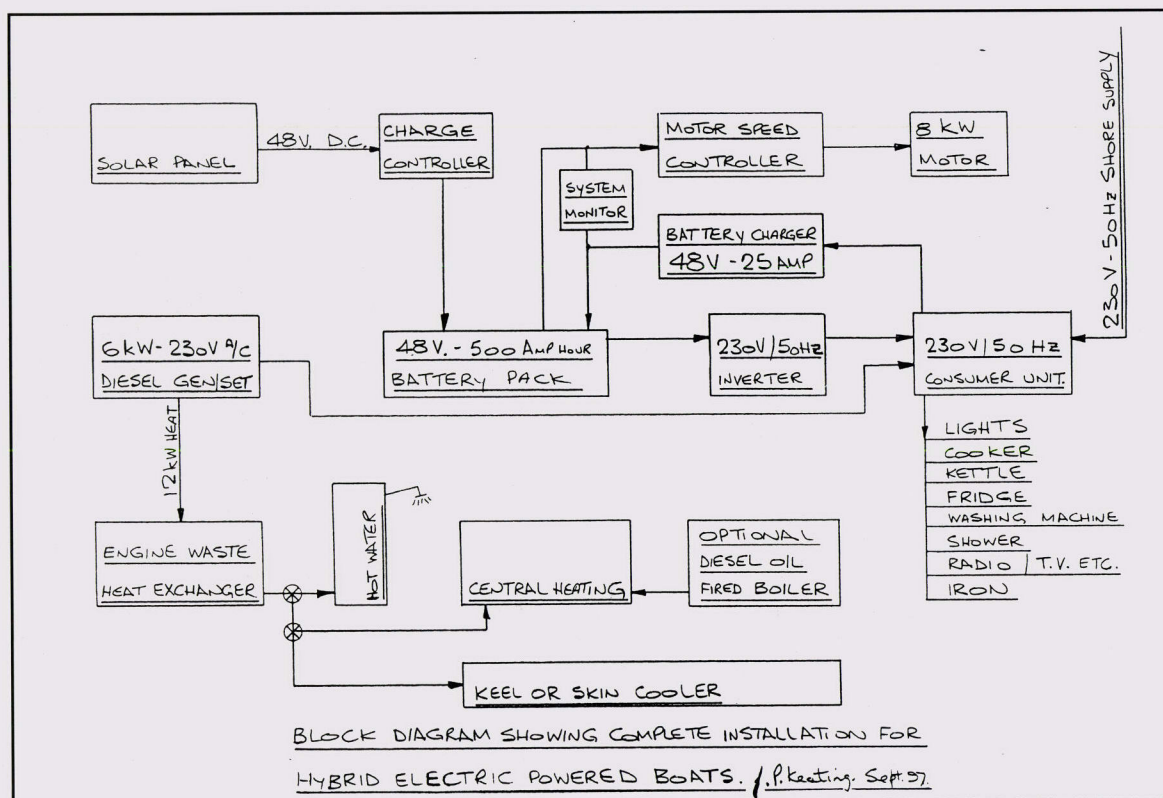 SOLAR PANEL
48V. D.C.
CHARGE
CONTROLLER
MOTOR SPEED
CONTROLLER
8 KW
MOTOR
230V - 50HZ SHORE SUPPLY
SYSTEM
MONITOR
BATTERY CHARGER
48V - 25 AMP
6KW - 230V A/C
DIESEL GEN/SET
48V. - 500 AMP HOUR
BATTERY PACK
230V/50HZ
INVERTER
230V/50HZ
CONSUMER UNIT.
12KW HEAT
LIGHTS
COOKER
KETTLE
FRIDGE
WASHING MACHINE
SHOWER
RADIO / T.V. ETC.
IRON
ENGINE WASTE
HEAT EXCHANGER
HOT WATER
CENTRAL HEATING
OPTIONAL
DIESEL OIL
FIRED BOILER
KEEL OR SKIN COOLER
BLOCK DIAGRAM SHOWING COMPLETE INSTALLATION FOR
HYBRID ELECTRIC POWERED BOATS. J.P. Keating. Sept. 97.